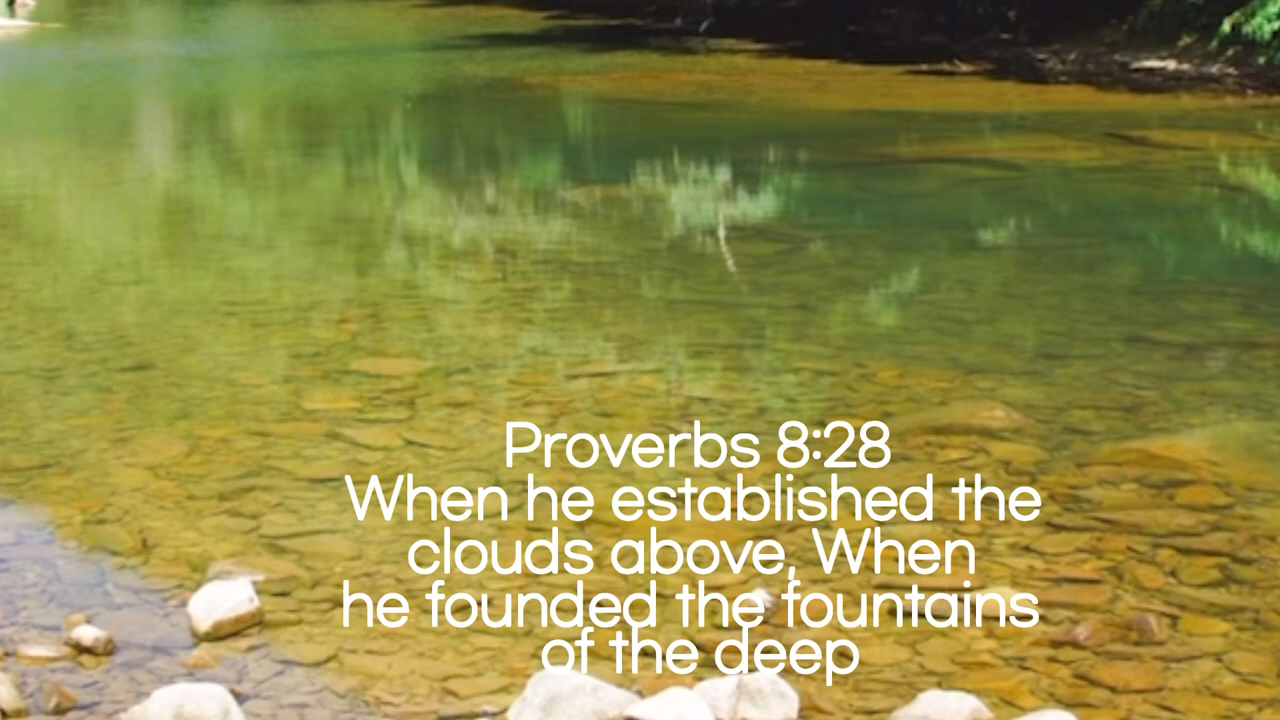 Proverbs 8:28
When he established the
clouds above, When
he founded the fountains
of the deep